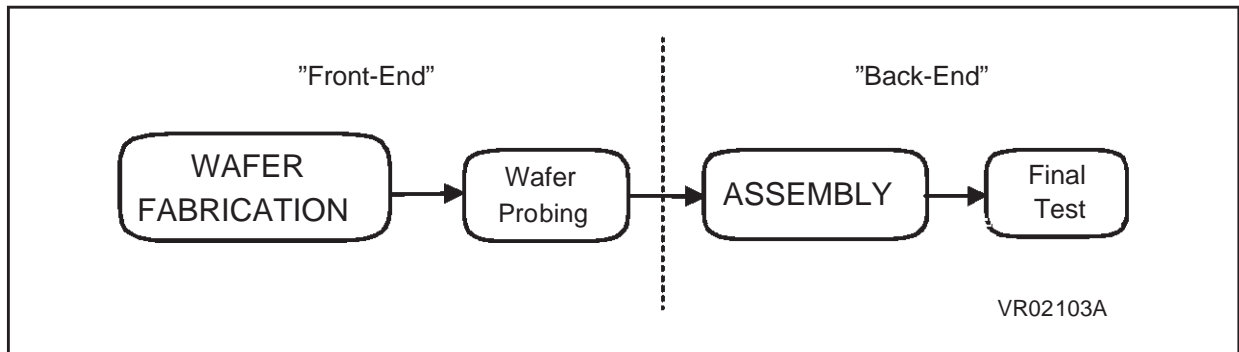 ”Front-End”
”Back-End”
WAFER
FABRICATION
Wafer
Probing
ASSEMBLY
Final
Test
VR02103A